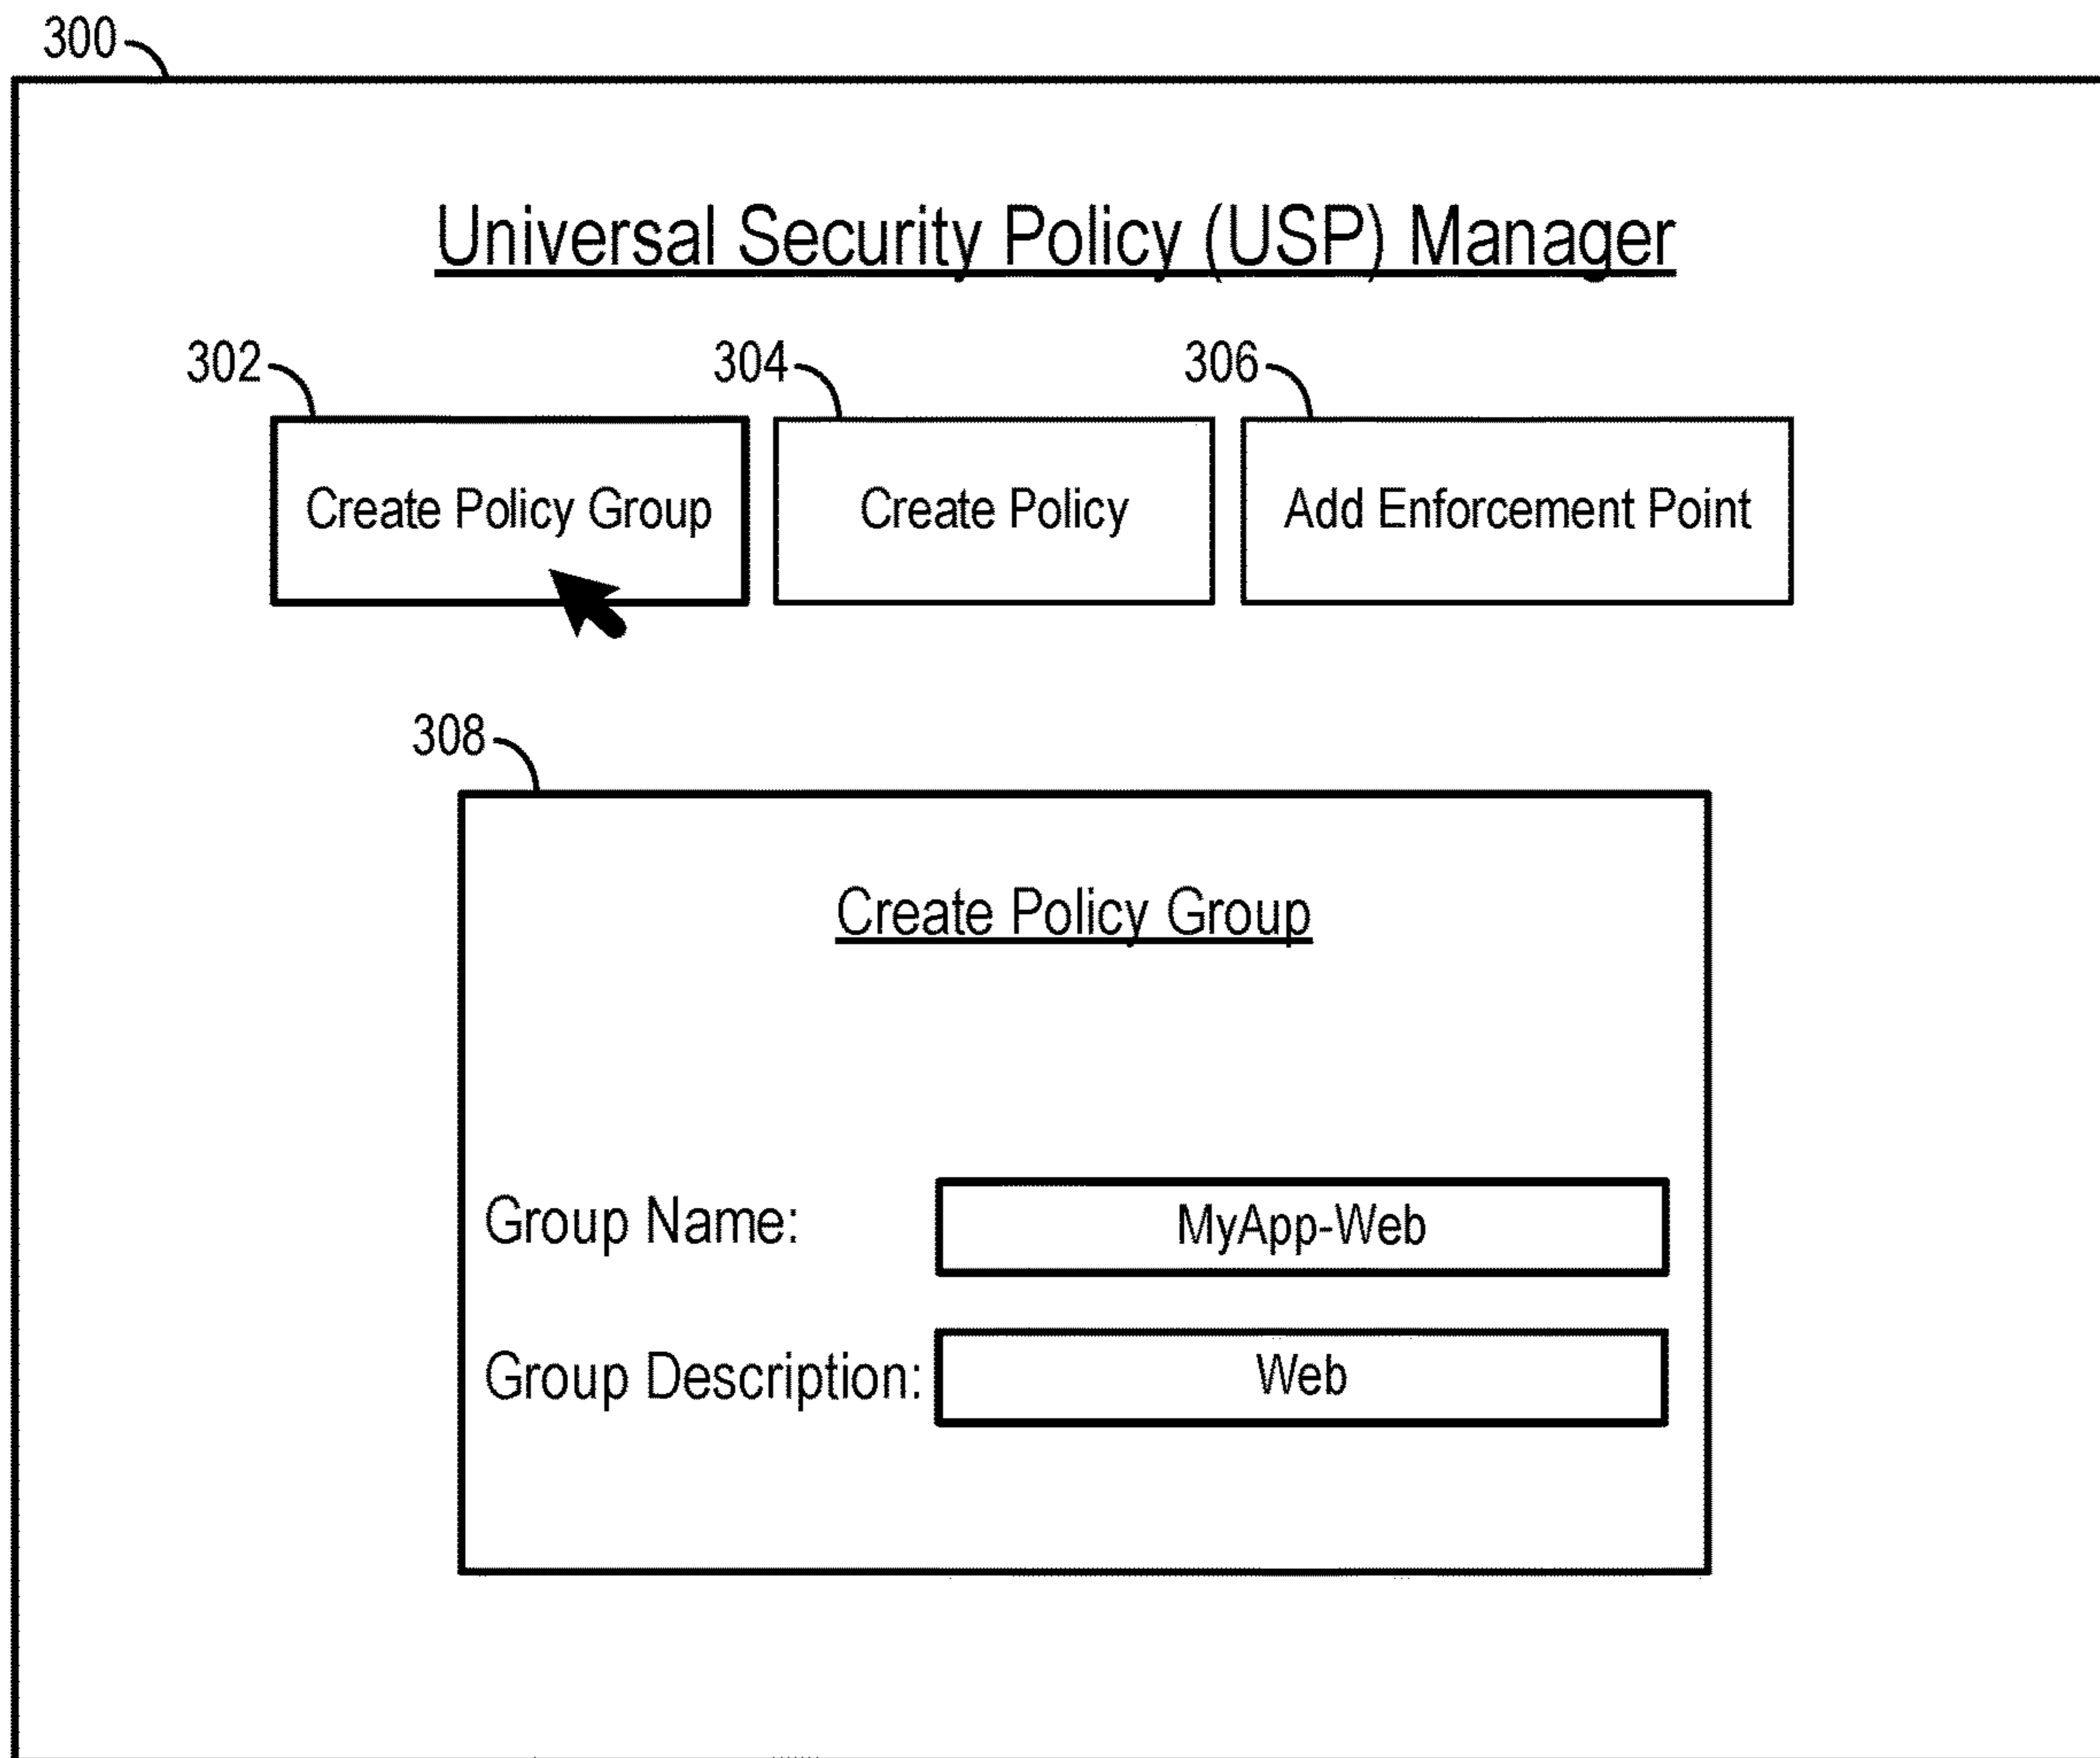 300
Universal Security Policy (USP) Manager
302 304 306
Create Policy Group Create Policy Add Enforcement Point
308
Create Policy Group
Group Name: MyApp-Web
Group Description: Web